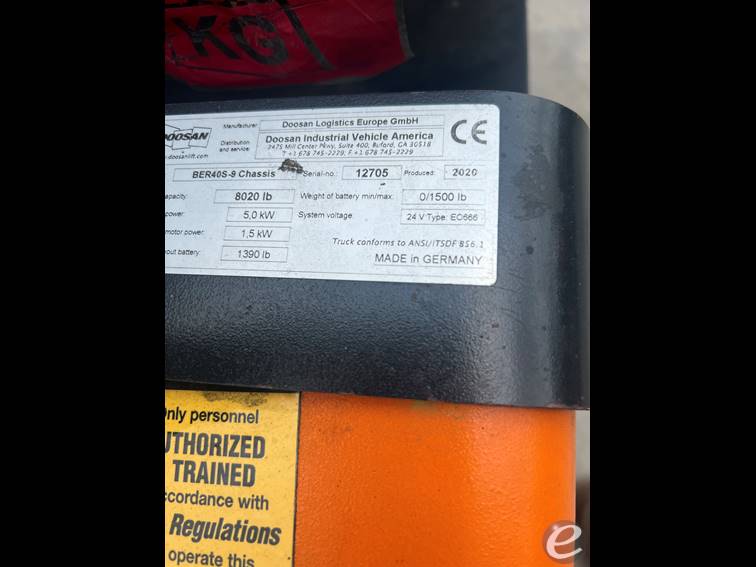 KG
DOOSAN
www.doosanlift.com
Manufacturer Doosan Logistics Europe GmbH
Distribution and service: Doosan Industrial Vehicle America
2475 Mill Center Pkwy, Suite 400, Buford, GA 30518
T +1 678 745-2229, F +1 678 745-2229
CE
BER40S-9 Chassis Serial-no.: 12705 Produced: 2020
apacity: 8020 lb Weight of battery min/max: 0/1500 lb
power: 5,0 kW System voltage: 24 V Type: EO666
motor power: 1,5 kW Truck conforms to ANSI/ITSDF B56.1
out battery: 1390 lb MADE in GERMANY
Only personnel
UTHORIZED
TRAINED
ccordance with
Regulations
operate this
e